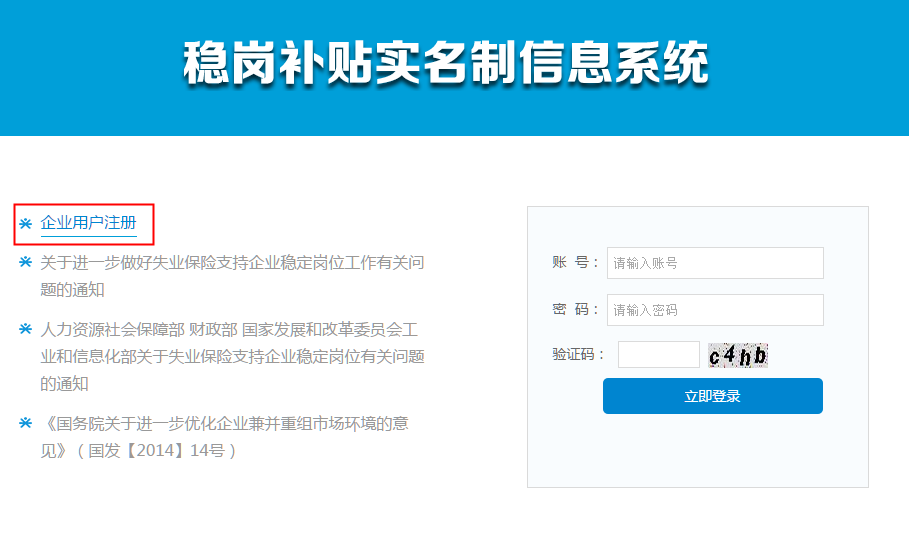 稳岗补贴实名制信息系统
企业用户注册
关于进一步做好失业保险支持企业稳定岗位工作有关问
题的通知
人力资源社会保障部 财政部 国家发展和改革委员会工
业和信息化部关于失业保险支持企业稳定岗位有关问题
的通知
《国务院关于进一步优化企业兼并重组市场环境的意
见》（国发【2014】14号）
账 号： 请输入账号
密 码： 请输入密码
验证码： c4hb
立即登录